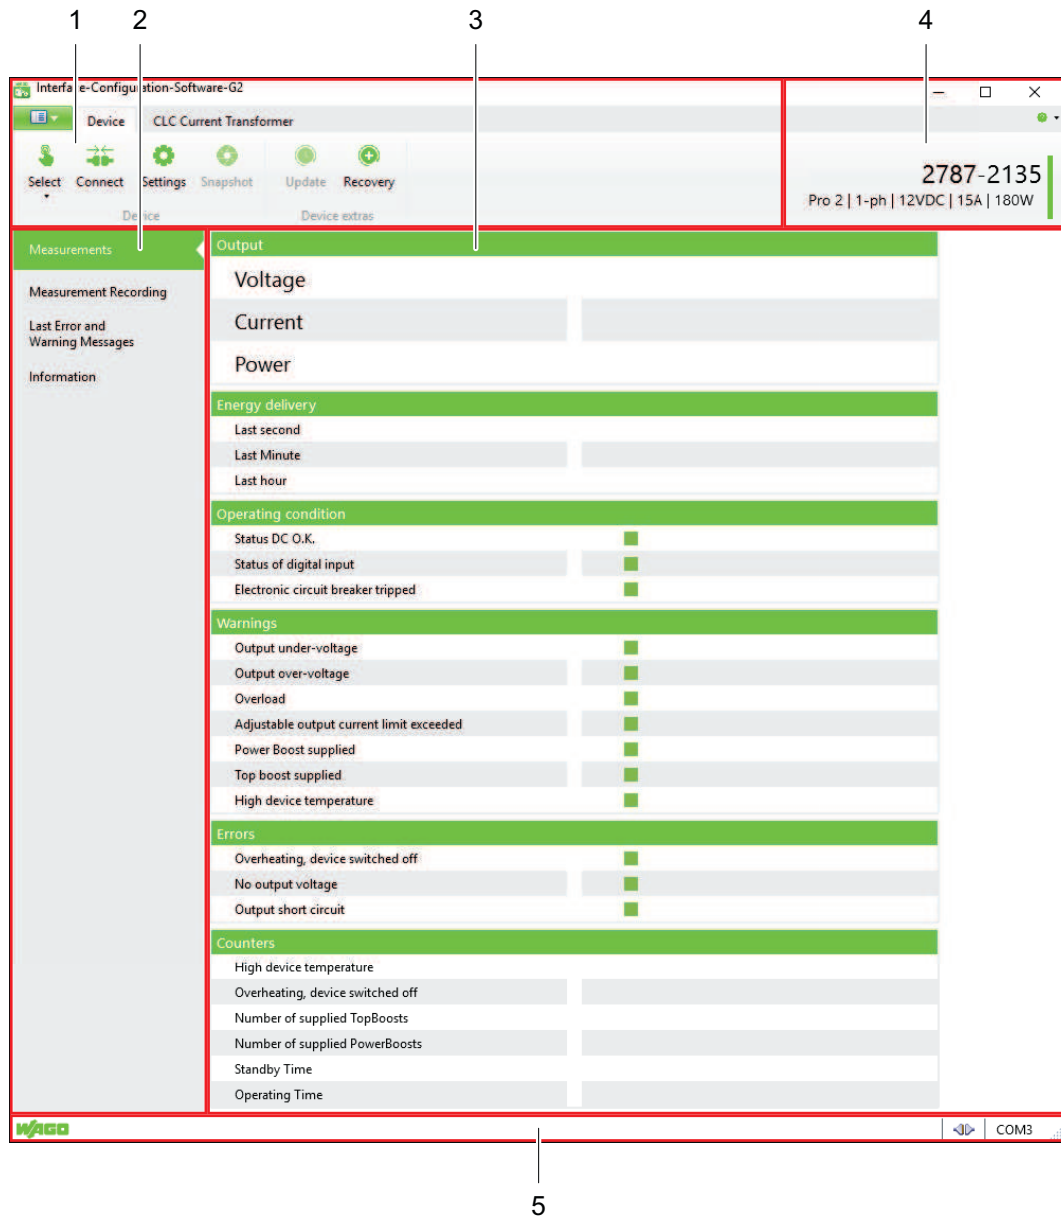 1 2 3 4
Interface-Configuration-Software-G2
Device CLC Current Transformer
Select Connect Settings Snapshot Update Recovery
Device Device extras
2787-2135
Pro 2 | 1-ph | 12VDC | 15A | 180W
Measurements
Measurement Recording
Last Error and
Warning Messages
Information
Output
Voltage
Current
Power
Energy delivery
Last second
Last Minute
Last hour
Operating condition
Status DC O.K.
Status of digital input
Electronic circuit breaker tripped
Warnings
Output under-voltage
Output over-voltage
Overload
Adjustable output current limit exceeded
Power Boost supplied
Top boost supplied
High device temperature
Errors
Overheating, device switched off
No output voltage
Output short circuit
Counters
High device temperature
Overheating, device switched off
Number of supplied TopBoosts
Number of supplied PowerBoosts
Standby Time
Operating Time
WAGO COM3
5